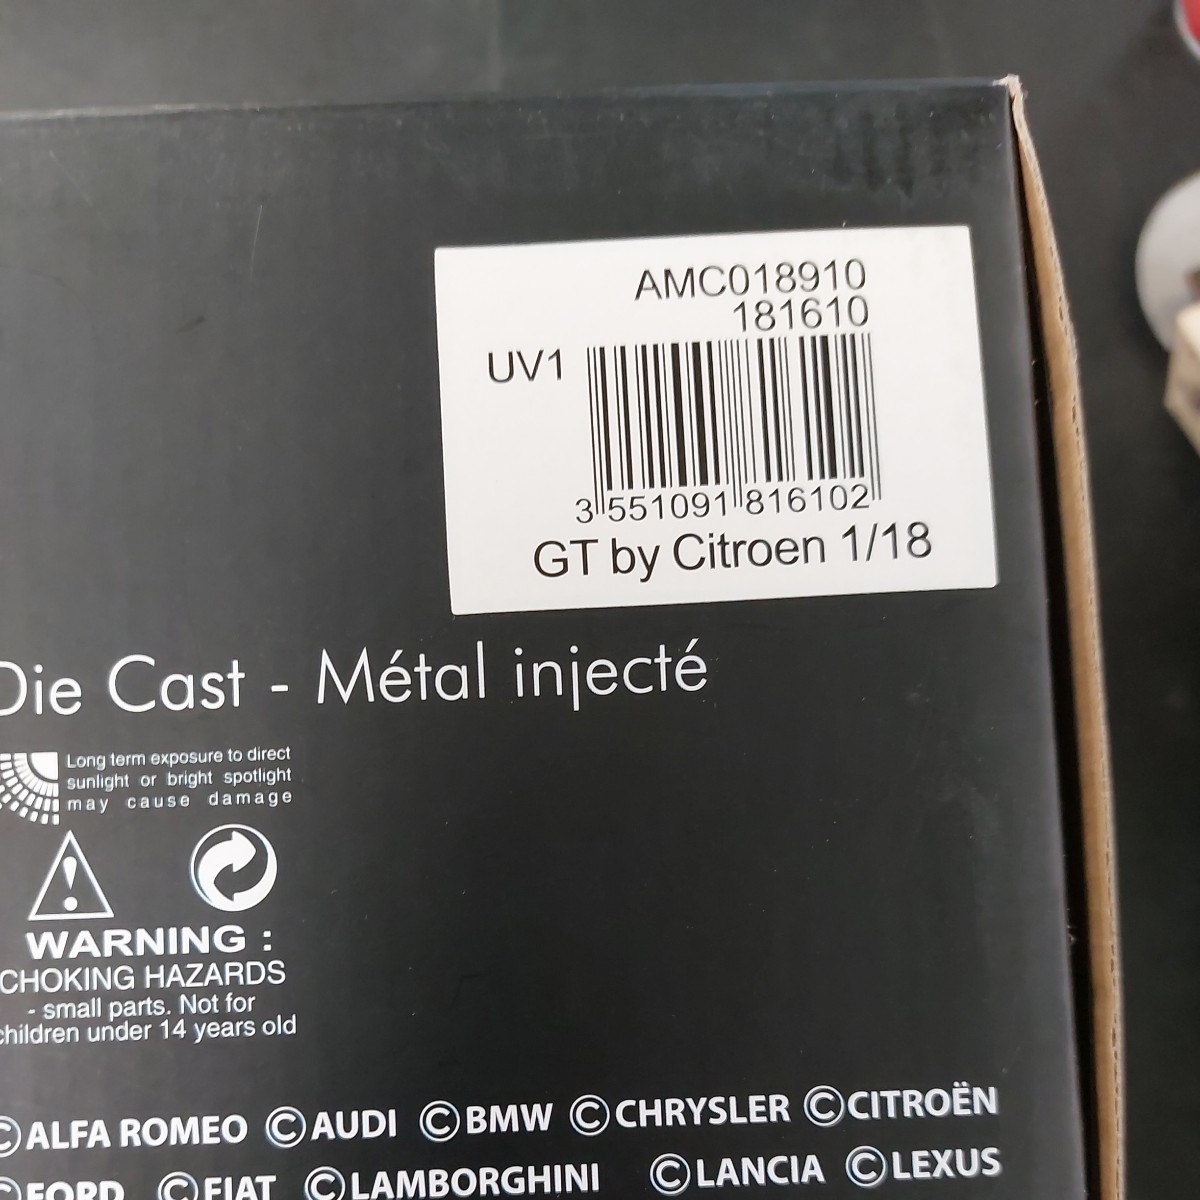 AMC018910
181610
UV1
3 551091 816102
GT by Citroen 1/18
Die Cast - Métal injecté
Long term exposure to direct
sunlight or bright spotlight
may cause damage
WARNING :
CHOKING HAZARDS
- small parts. Not for
children under 14 years old
©ALFA ROMEO ©AUDI ©BMW ©CHRYSLER ©CITROËN
©FORD ©FIAT ©LAMBORGHINI ©LANCIA ©LEXUS